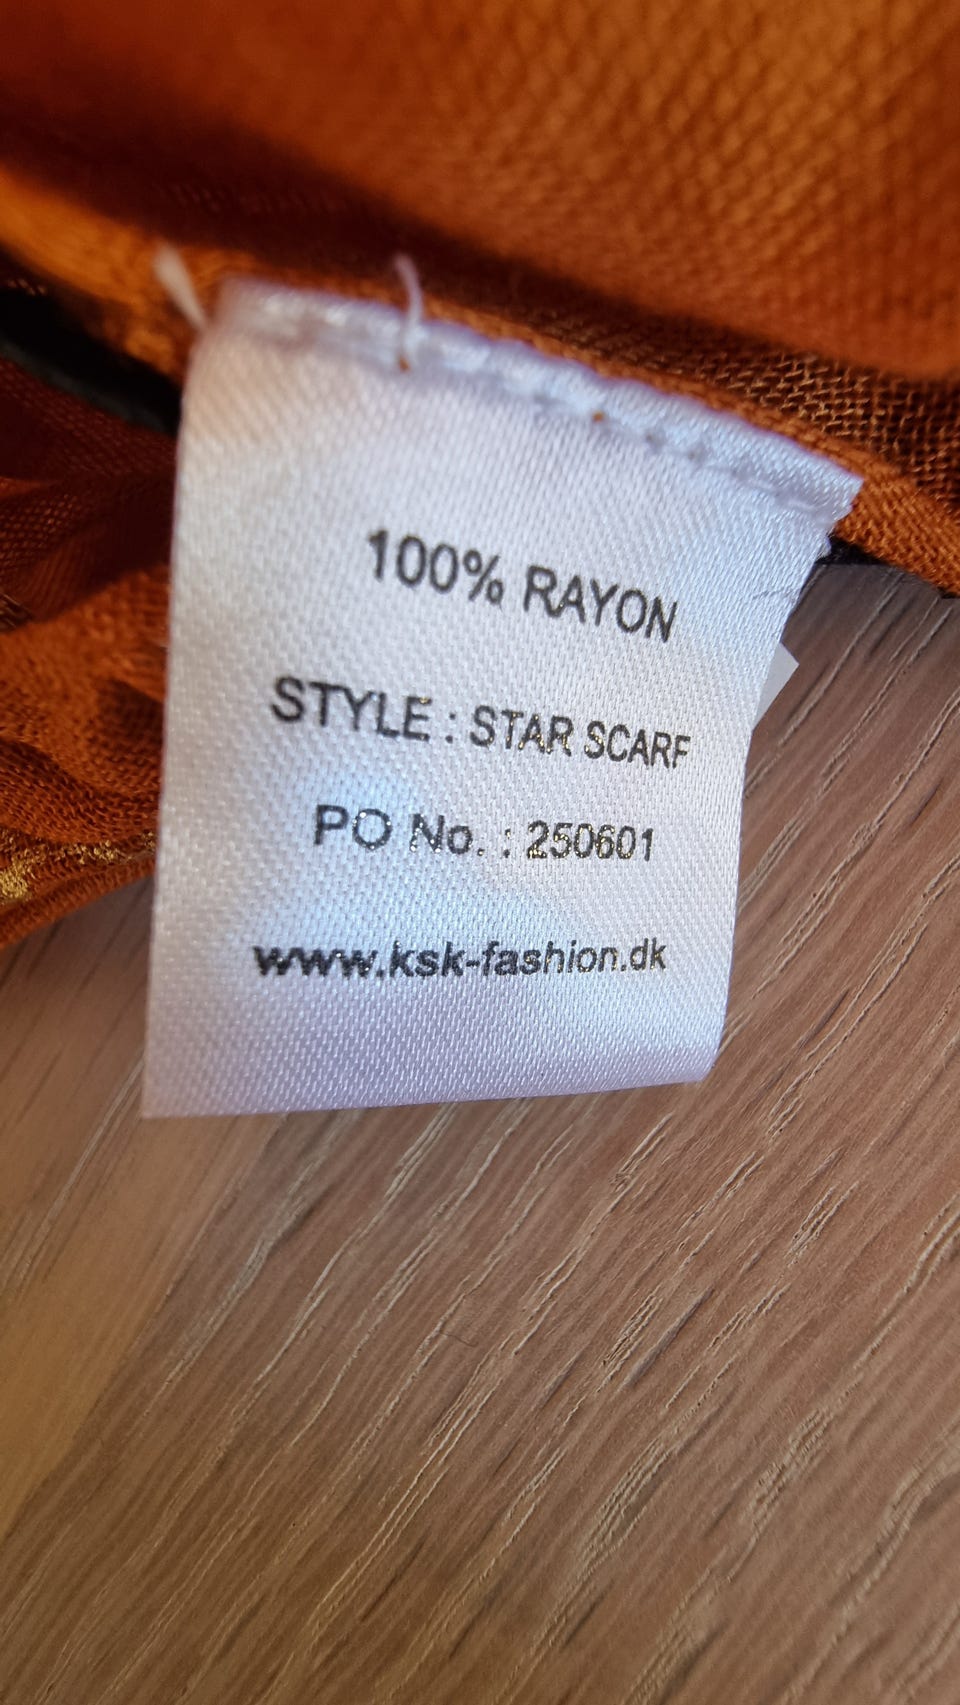 100% RAYON
STYLE : STAR SCARF
PO No. : 250601
www.ksk-fashion.dk